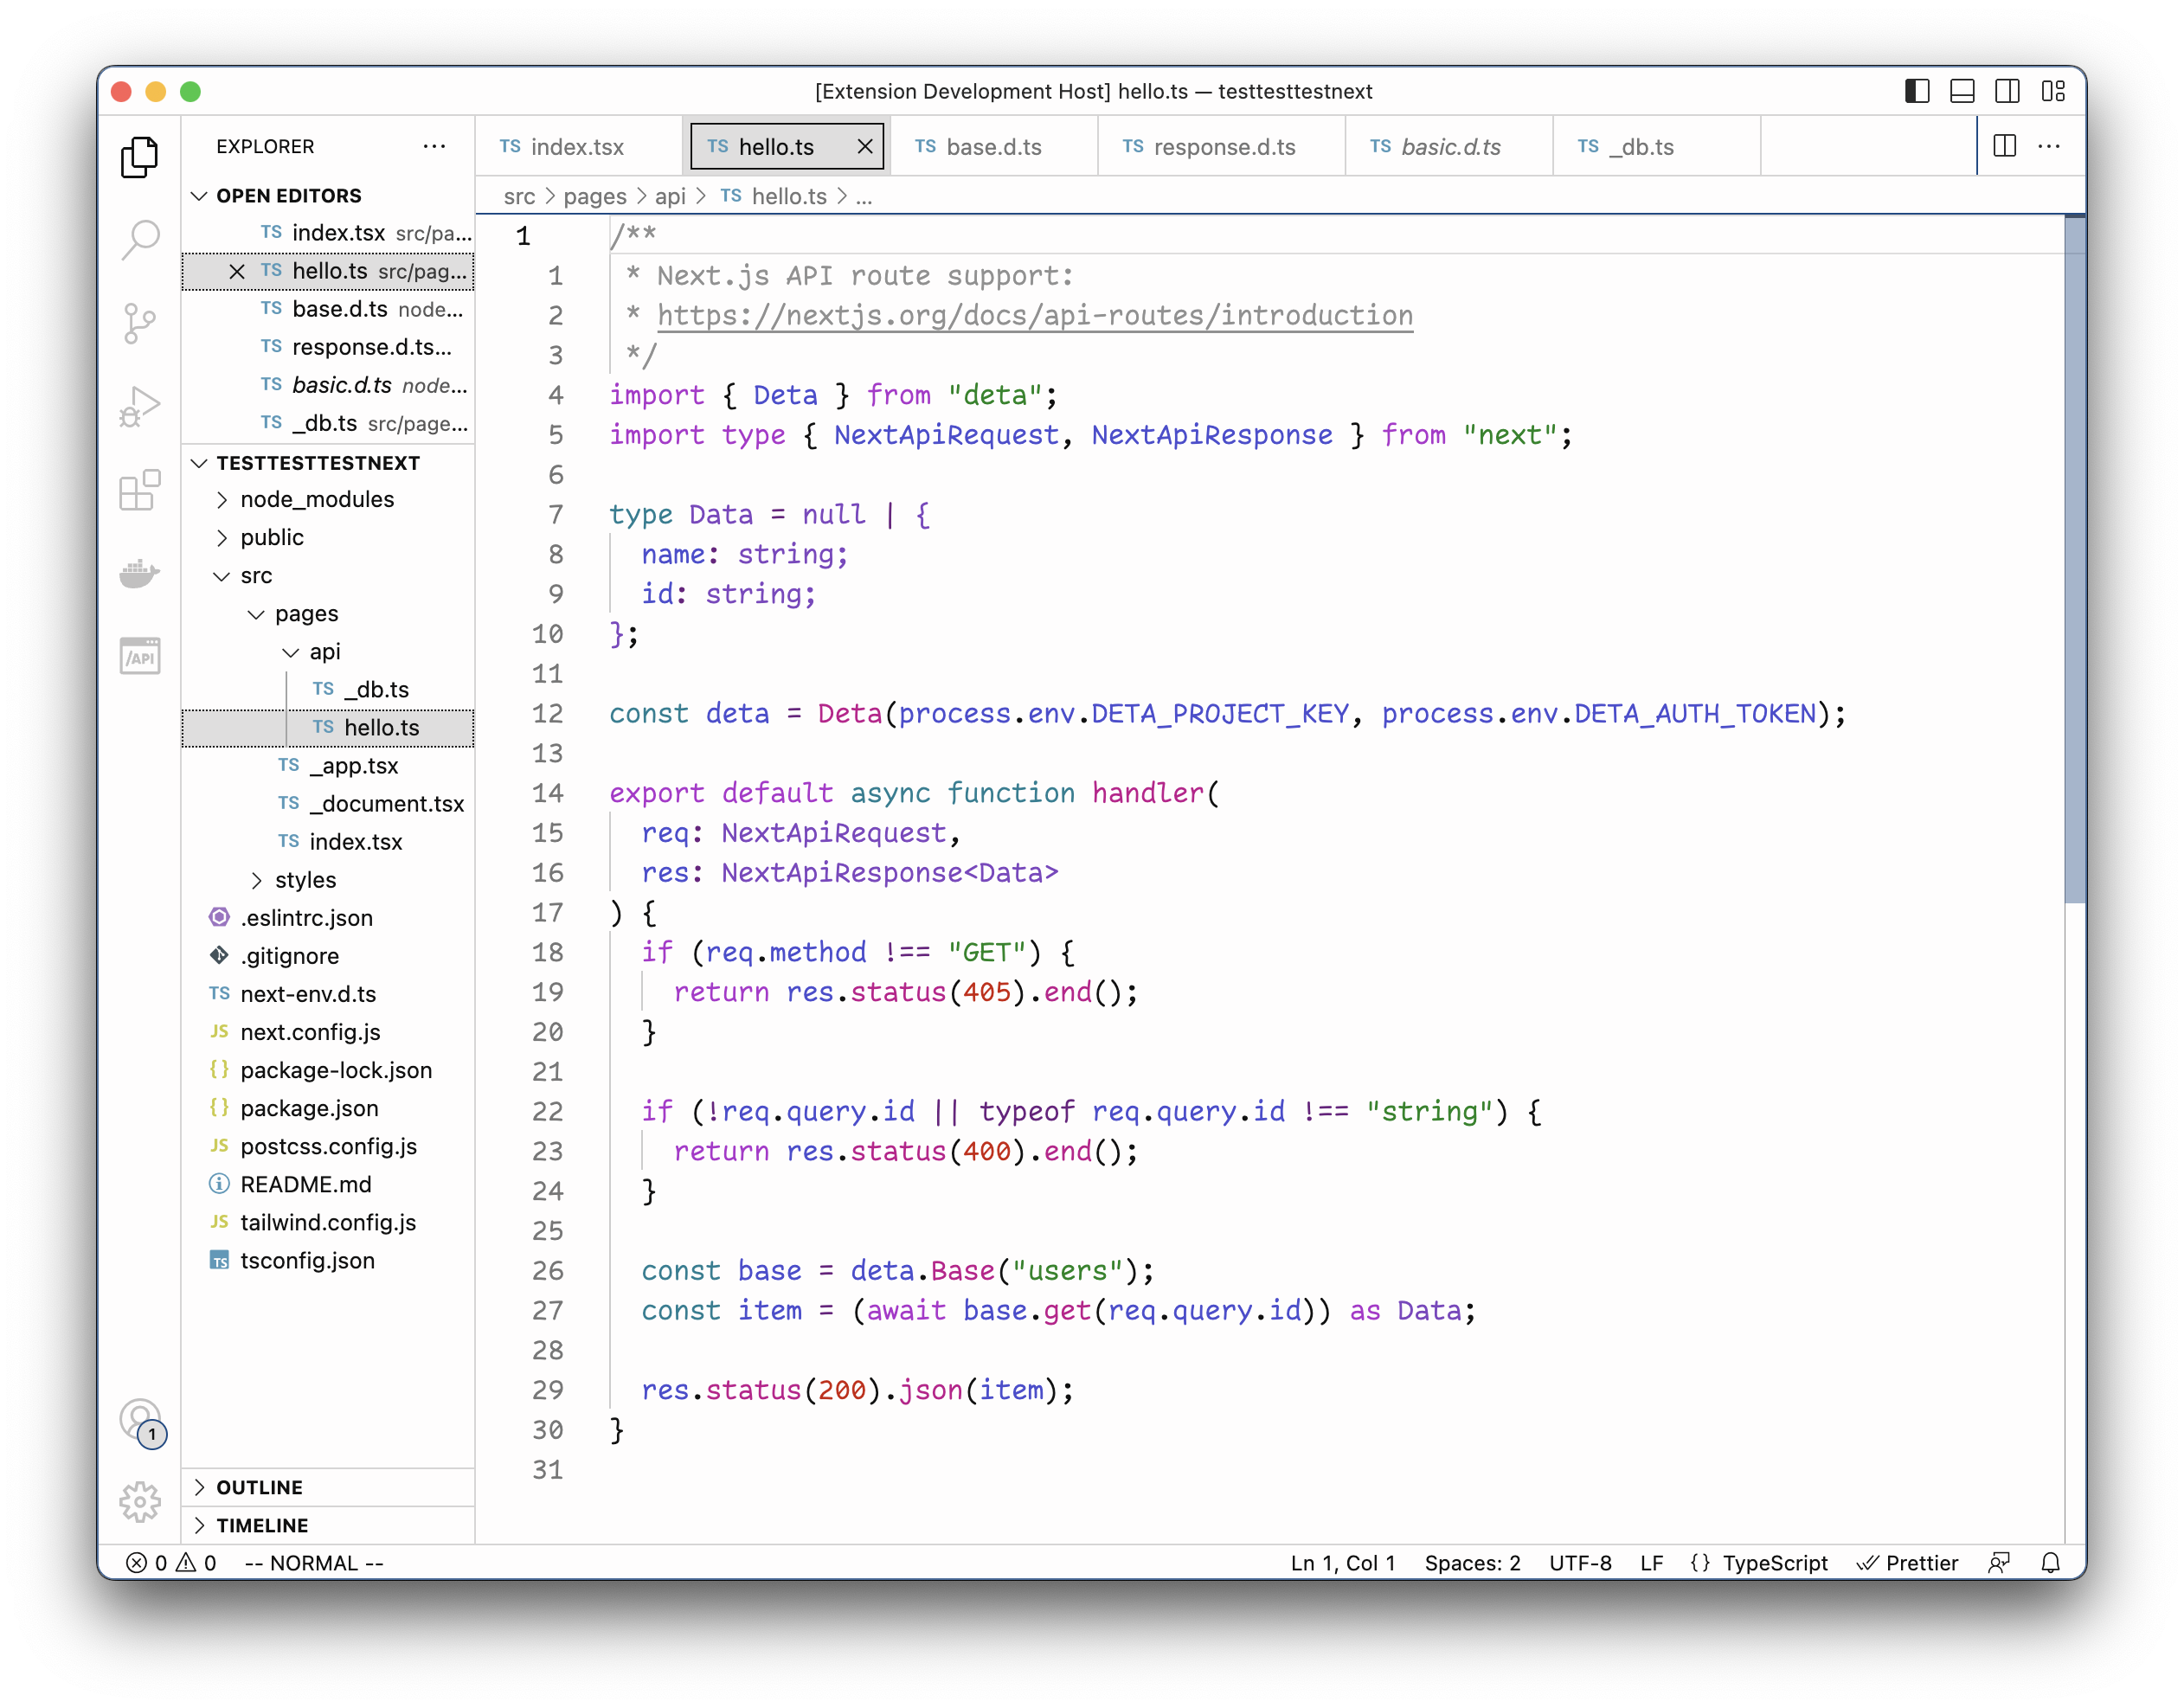 [Extension Development Host] hello.ts — testtesttestnext
EXPLORER
OPEN EDITORS
TS index.tsx src/pa...
TS hello.ts src/pag...
TS base.d.ts node...
TS response.d.ts...
TS basic.d.ts node...
TS _db.ts src/page...
TESTTESTTESTNEXT
node_modules
public
src
pages
api
TS _db.ts
TS hello.ts
TS _app.tsx
TS _document.tsx
TS index.tsx
styles
.eslintrc.json
.gitignore
TS next-env.d.ts
JS next.config.js
{} package-lock.json
{} package.json
JS postcss.config.js
README.md
JS tailwind.config.js
TS tsconfig.json
OUTLINE
TIMELINE
/API
1
TS index.tsx TS hello.ts TS base.d.ts TS response.d.ts TS basic.d.ts TS _db.ts
src > pages > api > TS hello.ts > ...
1 /**
1  * Next.js API route support:
2  * https://nextjs.org/docs/api-routes/introduction
3  */
4 import { Deta } from "deta";
5 import type { NextApiRequest, NextApiResponse } from "next";
6
7 type Data = null | {
8   name: string;
9   id: string;
10 };
11
12 const deta = Deta(process.env.DETA_PROJECT_KEY, process.env.DETA_AUTH_TOKEN);
13
14 export default async function handler(
15   req: NextApiRequest,
16   res: NextApiResponse<Data>
17 ) {
18   if (req.method !== "GET") {
19     return res.status(405).end();
20   }
21
22   if (!req.query.id || typeof req.query.id !== "string") {
23     return res.status(400).end();
24   }
25
26   const base = deta.Base("users");
27   const item = (await base.get(req.query.id)) as Data;
28
29   res.status(200).json(item);
30 }
31
0 0 -- NORMAL -- Ln 1, Col 1 Spaces: 2 UTF-8 LF {} TypeScript Prettier